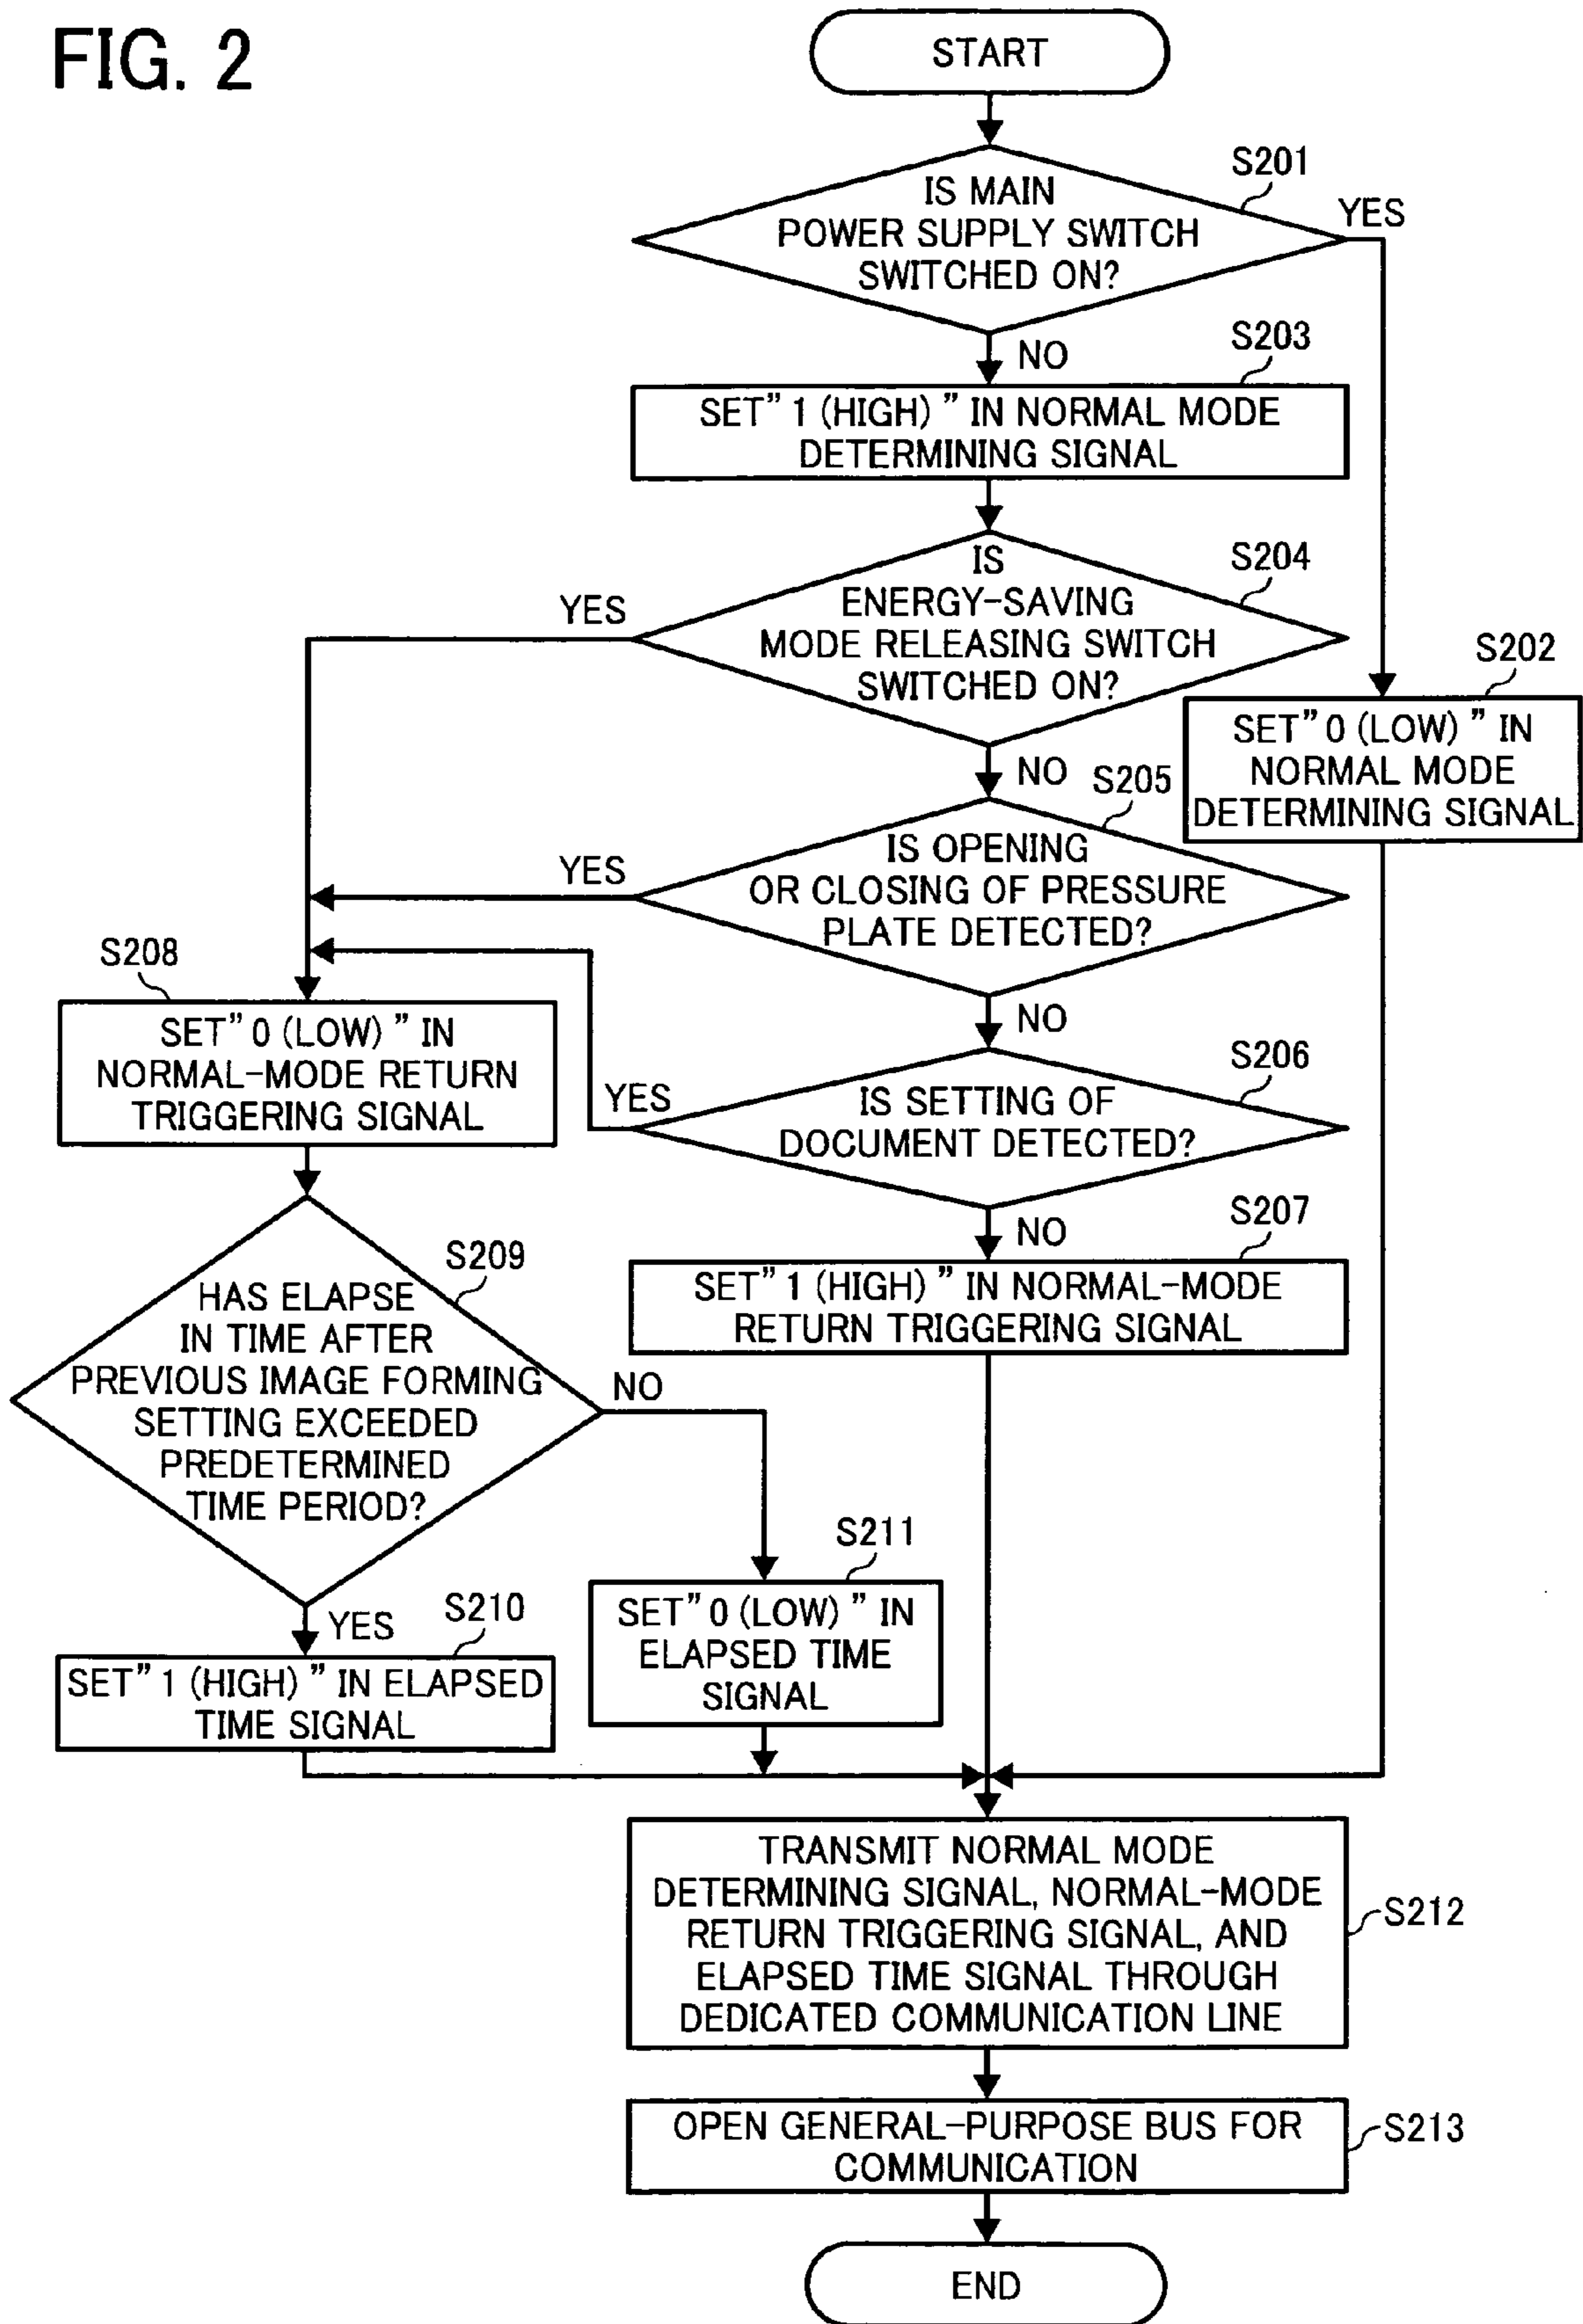 FIG. 2
START
S201
IS MAIN
POWER SUPPLY SWITCH
SWITCHED ON?
YES
NO
S203
SET” 1 (HIGH) ” IN NORMAL MODE
DETERMINING SIGNAL
S204
IS
ENERGY-SAVING
MODE RELEASING SWITCH
SWITCHED ON?
YES
NO
S202
SET” 0 (LOW) ” IN
NORMAL MODE
DETERMINING SIGNAL
S205
IS OPENING
OR CLOSING OF PRESSURE
PLATE DETECTED?
YES
NO
S206
IS SETTING OF
DOCUMENT DETECTED?
YES
NO
S207
SET” 1 (HIGH) ” IN NORMAL-MODE
RETURN TRIGGERING SIGNAL
S208
SET” 0 (LOW) ” IN
NORMAL-MODE RETURN
TRIGGERING SIGNAL
S209
HAS ELAPSE
IN TIME AFTER
PREVIOUS IMAGE FORMING
SETTING EXCEEDED
PREDETERMINED
TIME PERIOD?
NO
YES
S210
SET” 1 (HIGH) ” IN ELAPSED
TIME SIGNAL
S211
SET” 0 (LOW) ” IN
ELAPSED TIME
SIGNAL
TRANSMIT NORMAL MODE
DETERMINING SIGNAL, NORMAL-MODE
RETURN TRIGGERING SIGNAL, AND
ELAPSED TIME SIGNAL THROUGH
DEDICATED COMMUNICATION LINE
S212
OPEN GENERAL-PURPOSE BUS FOR
COMMUNICATION
S213
END